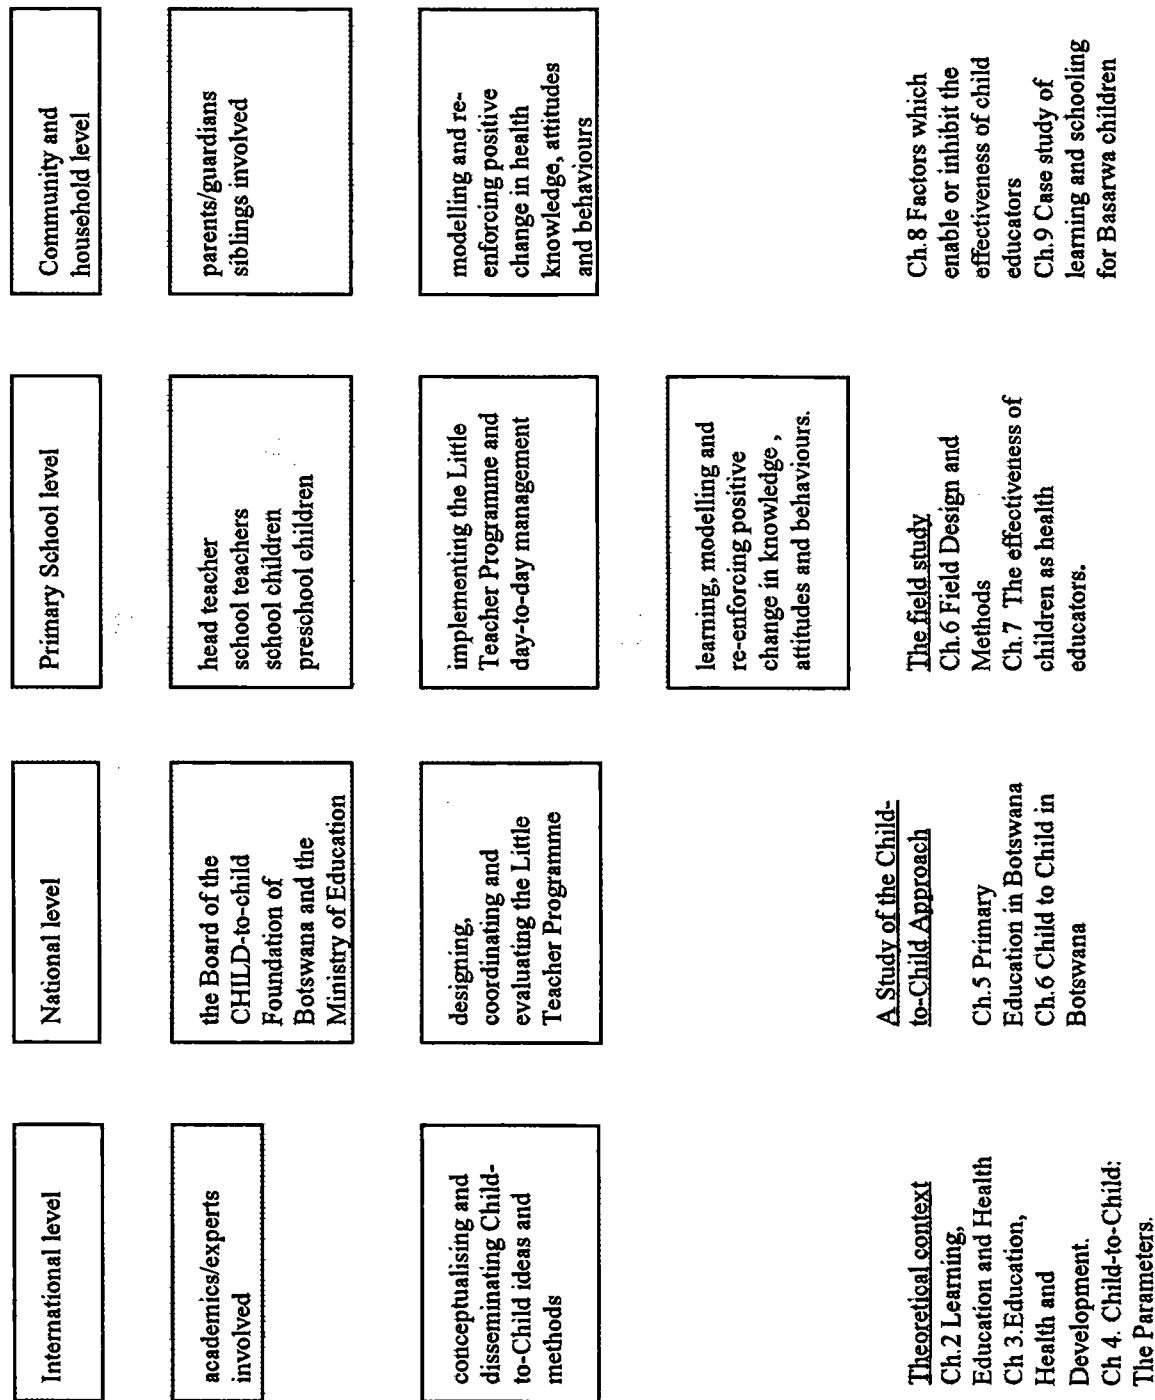 International level
National level
Primary School level
Community and
household level
academics/experts
involved
the Board of the
CHILD-to-child
Foundation of
Botswana and the
Ministry of Education
head teacher
school teachers
school children
preschool children
parents/guardians
siblings involved
conceptualising and
disseminating Child-
to-Child ideas and
methods
designing,
coordinating and
evaluating the Little
Teacher Programme
implementing the Little
Teacher Programme and
day-to-day management
modelling and re-
enforcing positive
change in health
knowledge, attitudes
and behaviours
learning, modelling and
re-enforcing positive
change in knowledge ,
attitudes and behaviours.
Theoretical context
Ch.2 Learning,
Education and Health
Ch 3.Education,
Health and
Development.
Ch 4. Child-to-Child:
The Parameters.
A Study of the Child-
to-Child Approach
Ch.5 Primary
Education in Botswana
Ch.6 Child to Child in
Botswana
The field study
Ch.6 Field Design and
Methods
Ch.7 The effectiveness of
children as health
educators.
Ch.8 Factors which
enable or inhibit the
effectiveness of child
educators
Ch.9 Case study of
learning and schooling
for Basarwa children